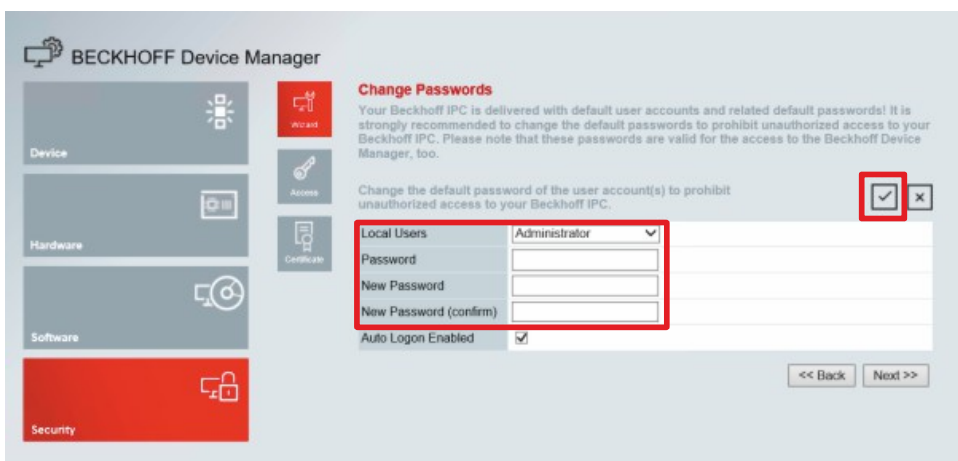 BECKHOFF Device Manager
Device
Hardware
Software
Security
Wizard
Access
Certificate
Change Passwords
Your Beckhoff IPC is delivered with default user accounts and related default passwords! It is
strongly recommended to change the default passwords to prohibit unauthorized access to your
Beckhoff IPC. Please note that these passwords are valid for the access to the Beckhoff Device
Manager, too.
Change the default password of the user account(s) to prohibit
unauthorized access to your Beckhoff IPC.
Local Users Administrator
Password
New Password
New Password (confirm)
Auto Logon Enabled
<< Back Next >>